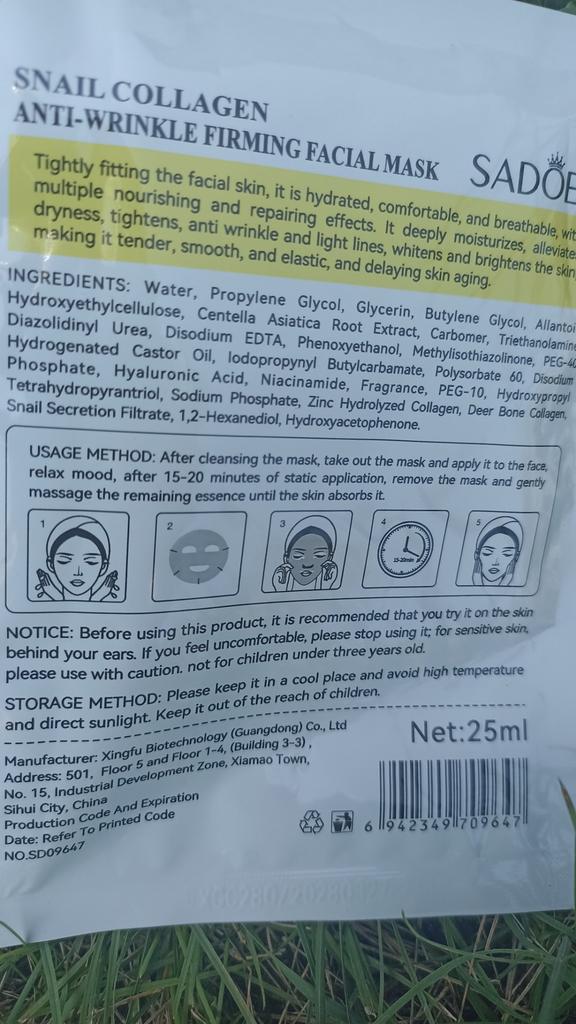 SNAIL COLLAGEN
ANTI-WRINKLE FIRMING FACIAL MASK
SADOE
Tightly fitting the facial skin, it is hydrated, comfortable, and breathable, wit
multiple nourishing and repairing effects. It deeply moisturizes, alleviate
dryness, tightens, anti wrinkle and light lines, whitens and brightens the skin,
making it tender, smooth, and elastic, and delaying skin aging.
INGREDIENTS: Water, Propylene Glycol, Glycerin, Butylene Glycol, Allantoi
Hydroxyethylcellulose, Centella Asiatica Root Extract, Carbomer, Triethanolamine
Diazolidinyl Urea, Disodium EDTA, Phenoxyethanol, Methylisothiazolinone, PEG-40
Hydrogenated Castor Oil, Iodopropynyl Butylcarbamate, Polysorbate 60, Disodium
Phosphate, Hyaluronic Acid, Niacinamide, Fragrance, PEG-10, Hydroxypropyl
Tetrahydropyrantriol, Sodium Phosphate, Zinc Hydrolyzed Collagen, Deer Bone Collagen,
Snail Secretion Filtrate, 1,2-Hexanediol, Hydroxyacetophenone.
USAGE METHOD: After cleansing the mask, take out the mask and apply it to the face,
relax mood, after 15-20 minutes of static application, remove the mask and gently
massage the remaining essence until the skin absorbs it.
1 2 3 4 5
15-20min
NOTICE: Before using this product, it is recommended that you try it on the skin
behind your ears. If you feel uncomfortable, please stop using it; for sensitive skin,
please use with caution. not for children under three years old.
STORAGE METHOD: Please keep it in a cool place and avoid high temperature
and direct sunlight. Keep it out of the reach of children.
Manufacturer: Xingfu Biotechnology (Guangdong) Co., Ltd
Address: 501, Floor 5 and Floor 1-4, (Building 3-3) ,
No. 15, Industrial Development Zone, Xiamao Town,
Sihui City, China
Production Code And Expiration
Date: Refer To Printed Code
NO.SD09647
Net:25ml
6 942349 709647